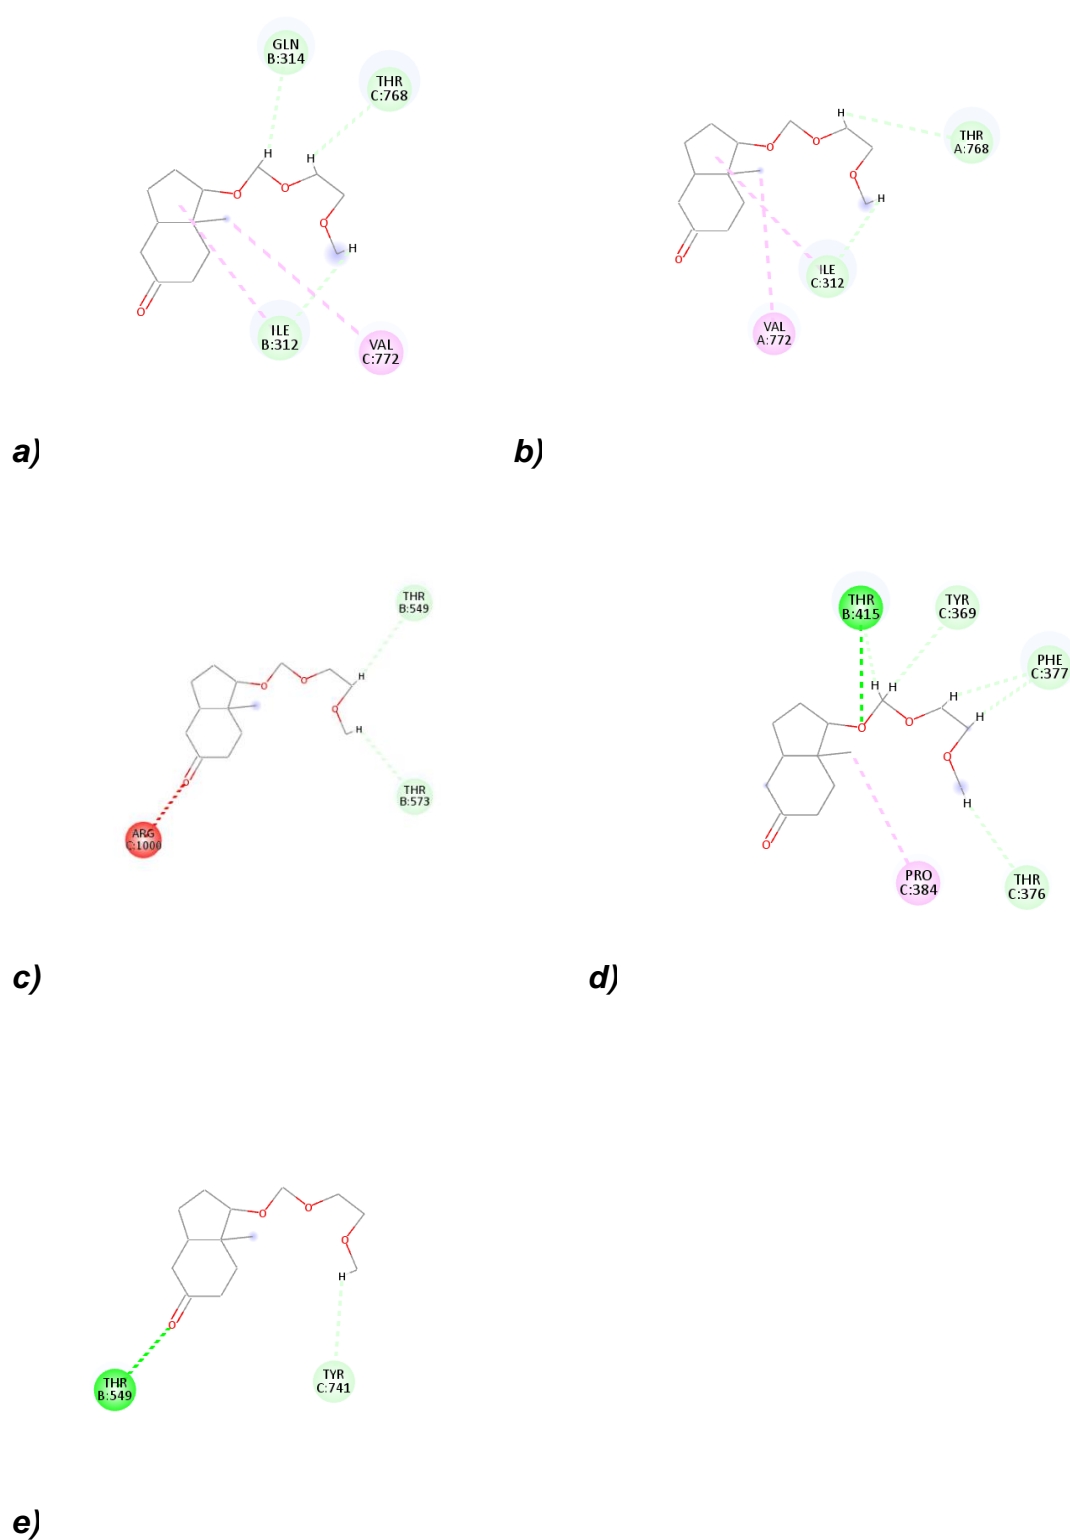 GLN
B:314
THR
C:768
H
H
O
O
O
H
O
ILE
B:312
VAL
C:772
a)
H
THR
A:768
O
O
O
H
O
ILE
C:312
VAL
A:772
b)
THR
B:549
H
O
O
O
H
O
THR
B:573
ARG
C:1000
c)
THR
B:415
TYR
C:369
PHE
C:377
H
H
H
H
O
O
O
H
O
PRO
C:384
THR
C:376
d)
O
O
O
H
O
THR
B:549
TYR
C:741
e)